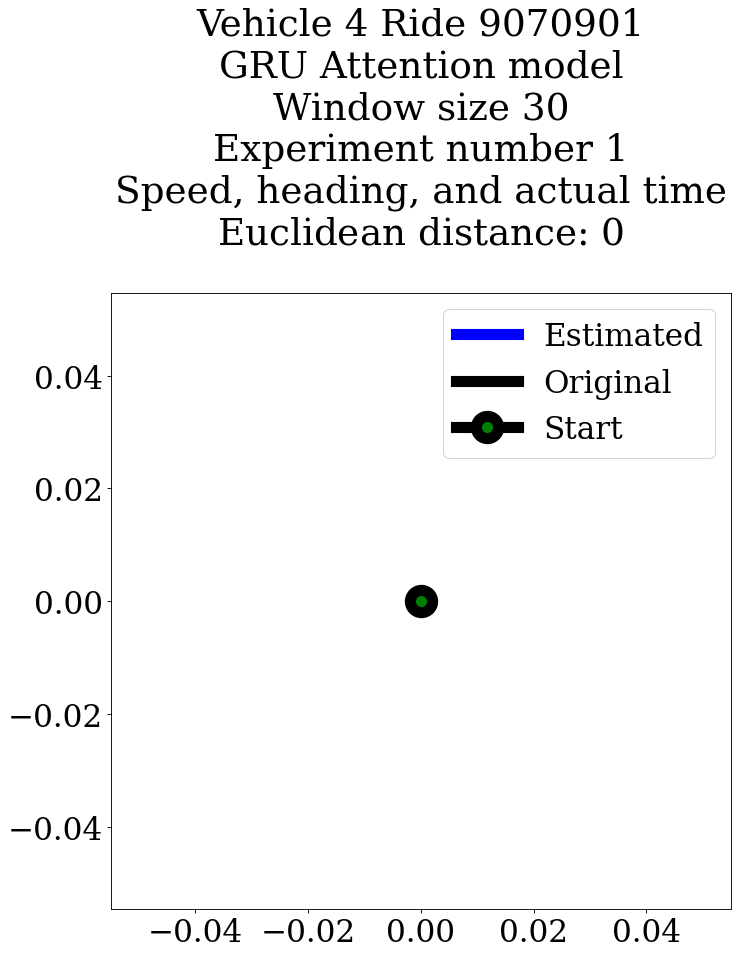 Vehicle 4 Ride 9070901
GRU Attention model
Window size 30
Experiment number 1
Speed, heading, and actual time
Euclidean distance: 0
Estimated
Original
Start
0.04
0.02
0.00
−0.02
−0.04
−0.04 −0.02 0.00 0.02 0.04